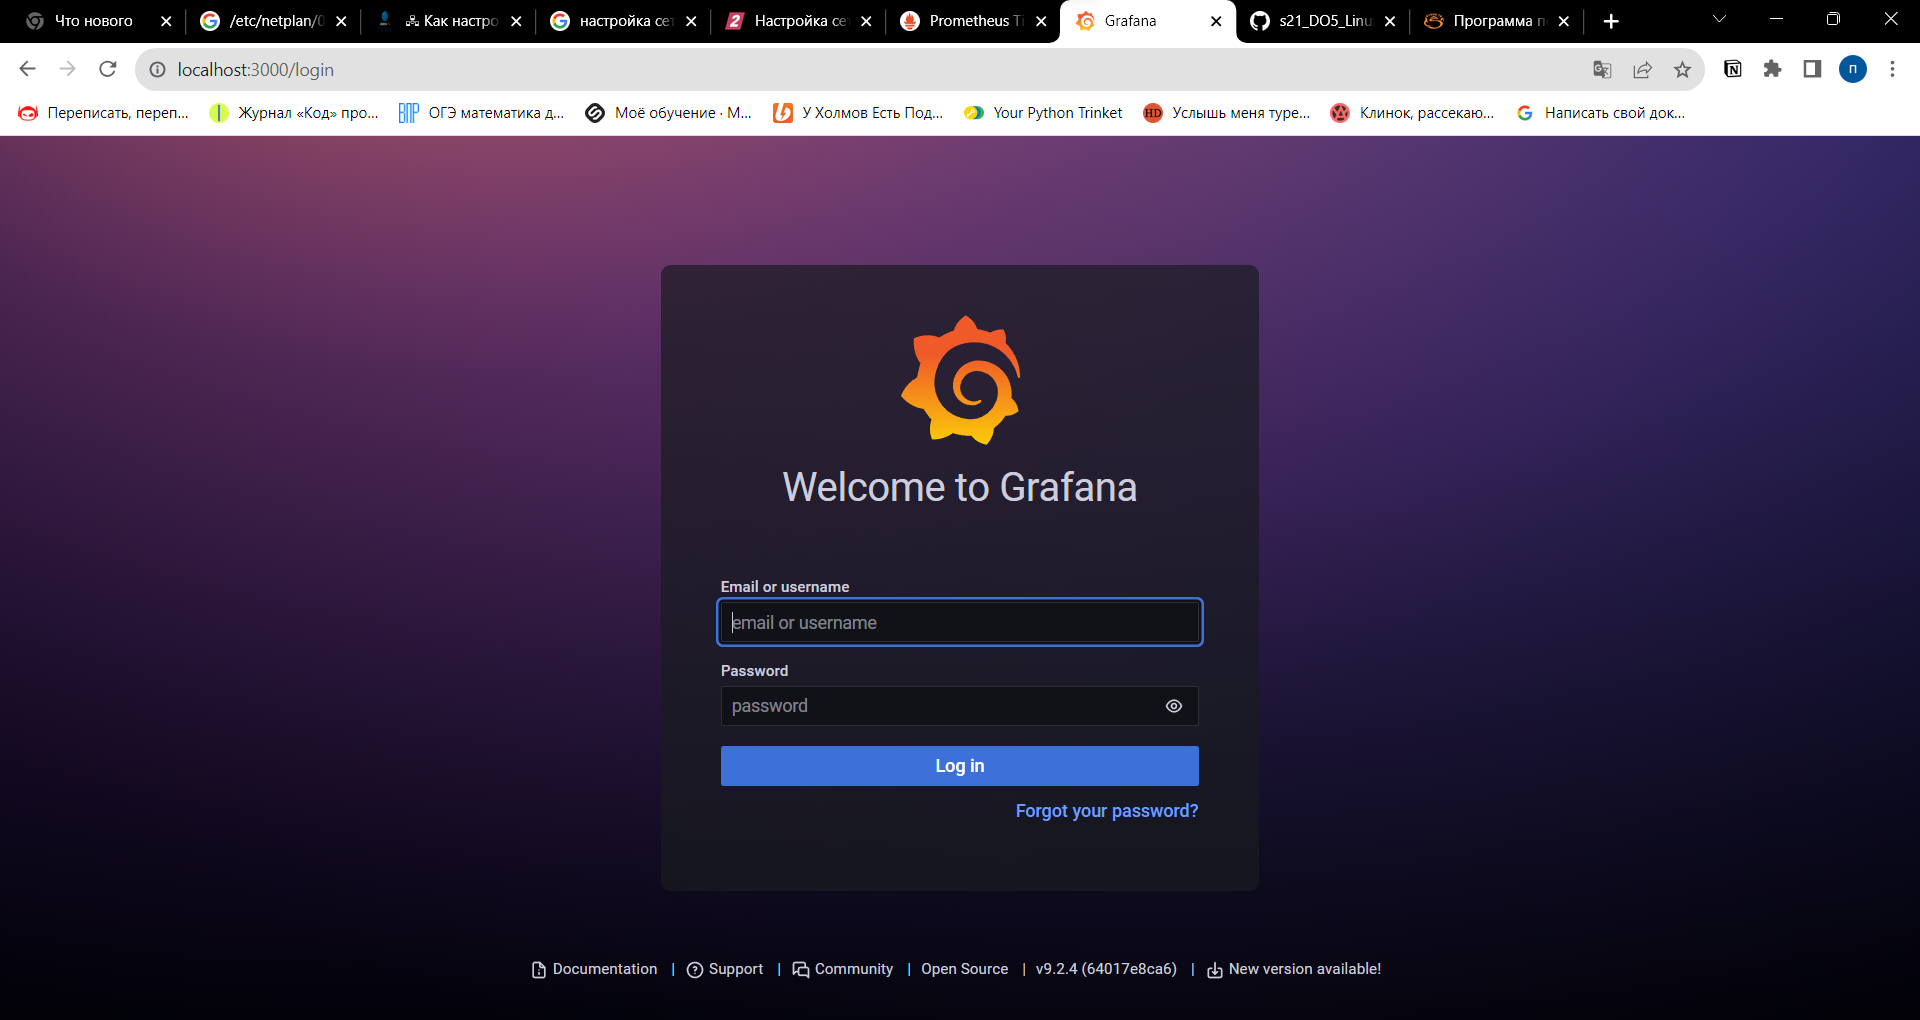 Что нового
/etc/netplan/0
Как настро
настройка сет
Настройка се
Prometheus Ti
Grafana
s21_DO5_Linu
Программа п
localhost:3000/login
Переписать, переп...
Журнал «Код» про...
ОГЭ математика д...
Моё обучение · М...
У Холмов Есть Под...
Your Python Trinket
Услышь меня туре...
Клинок, рассекаю...
Написать свой док...
Welcome to Grafana
Email or username
email or username
Password
password
Log in
Forgot your password?
Documentation | Support | Community | Open Source | v9.2.4 (64017e8ca6) | New version available!